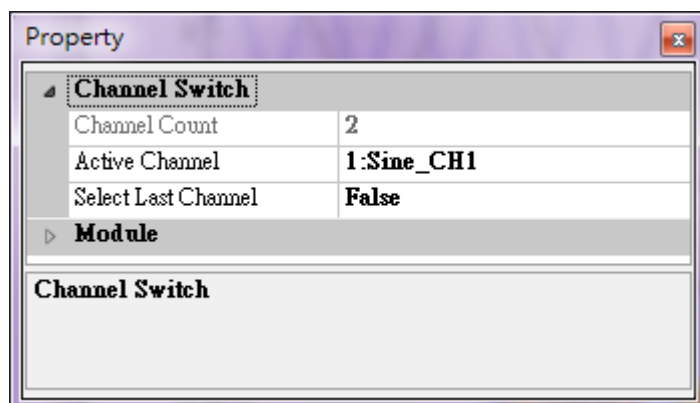 Property
Channel Switch
Channel Count 2
Active Channel 1:Sine_CH1
Select Last Channel False
Module
Channel Switch